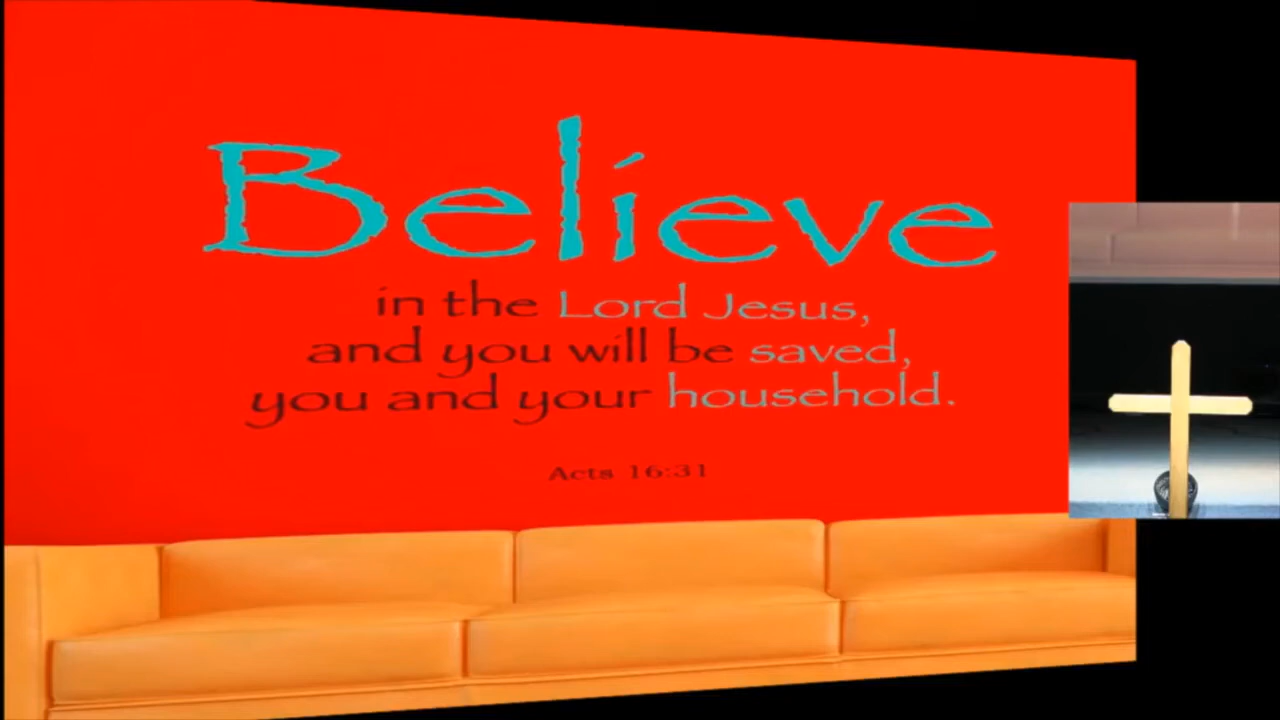 Believe
in the Lord Jesus,
and you will be saved,
you and your household.
Acts 16:31